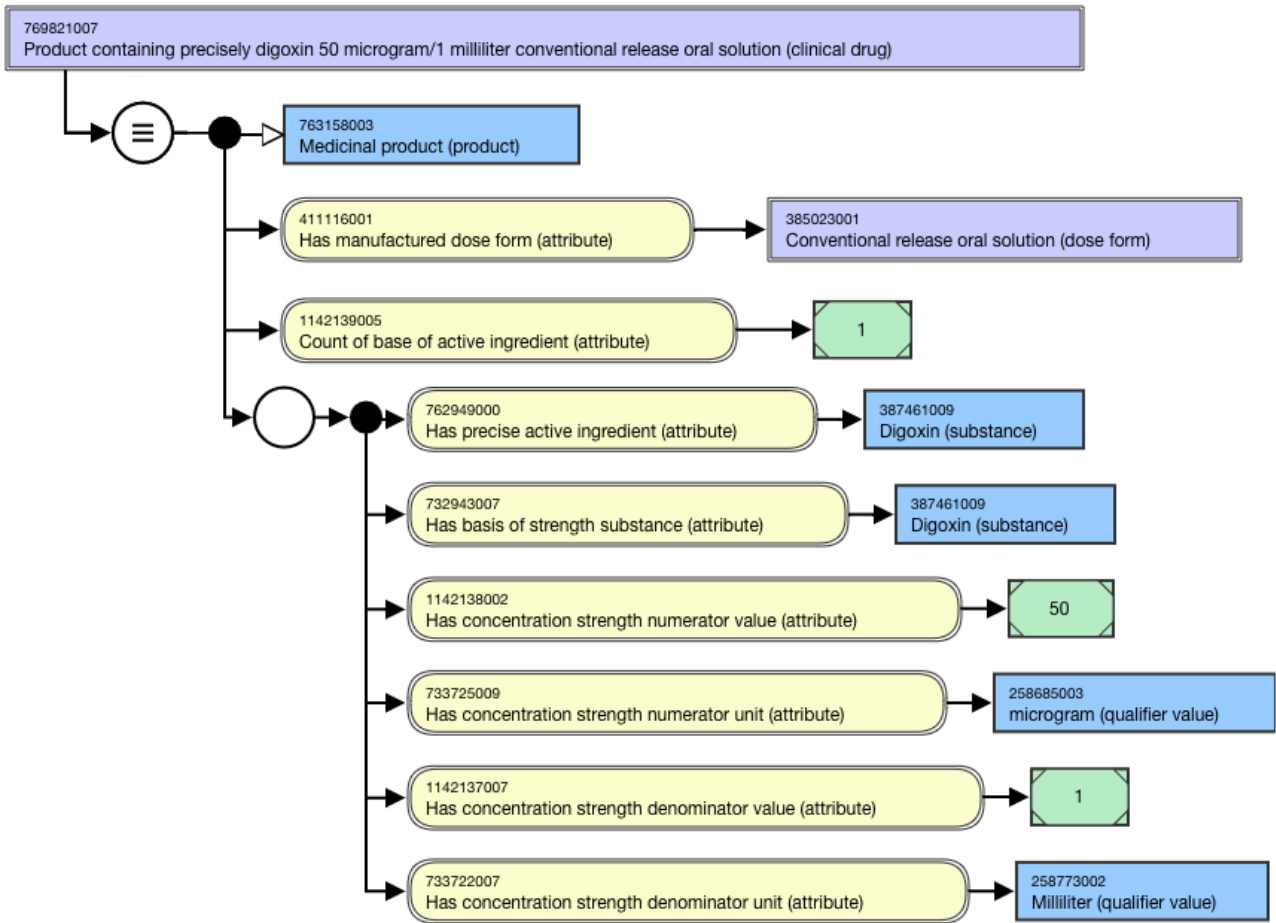 769821007
Product containing precisely digoxin 50 microgram/1 milliliter conventional release oral solution (clinical drug)
763158003
Medicinal product (product)
411116001
Has manufactured dose form (attribute)
385023001
Conventional release oral solution (dose form)
1142139005
Count of base of active ingredient (attribute)
1
762949000
Has precise active ingredient (attribute)
387461009
Digoxin (substance)
732943007
Has basis of strength substance (attribute)
387461009
Digoxin (substance)
1142138002
Has concentration strength numerator value (attribute)
50
733725009
Has concentration strength numerator unit (attribute)
258685003
microgram (qualifier value)
1142137007
Has concentration strength denominator value (attribute)
1
733722007
Has concentration strength denominator unit (attribute)
258773002
Milliliter (qualifier value)